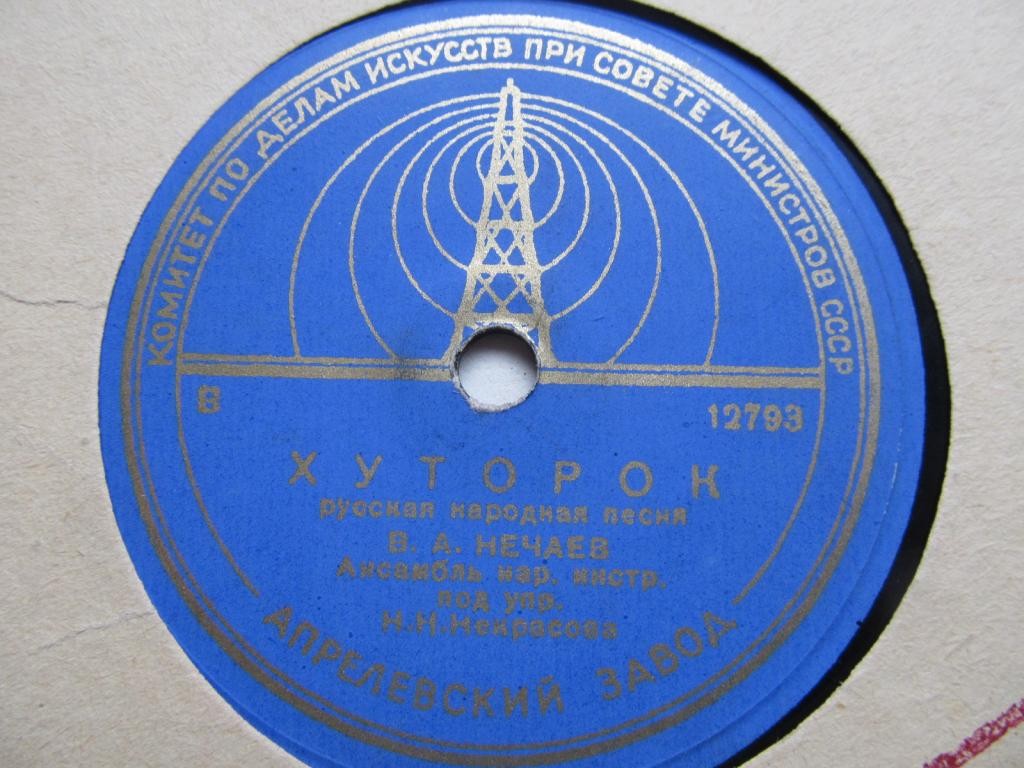 КОМИТЕТ ПО ДЕЛАМ ИСКУССТВ ПРИ СОВЕТЕ МИНИСТРОВ СССР
В 12793
ХУТОРОК
русская народная песня
В. А. НЕЧАЕВ
Ансамбль нар. инстр.
под упр.
Н.Н.Некрасова
АПРЕЛЕВСКИЙ ЗАВОД